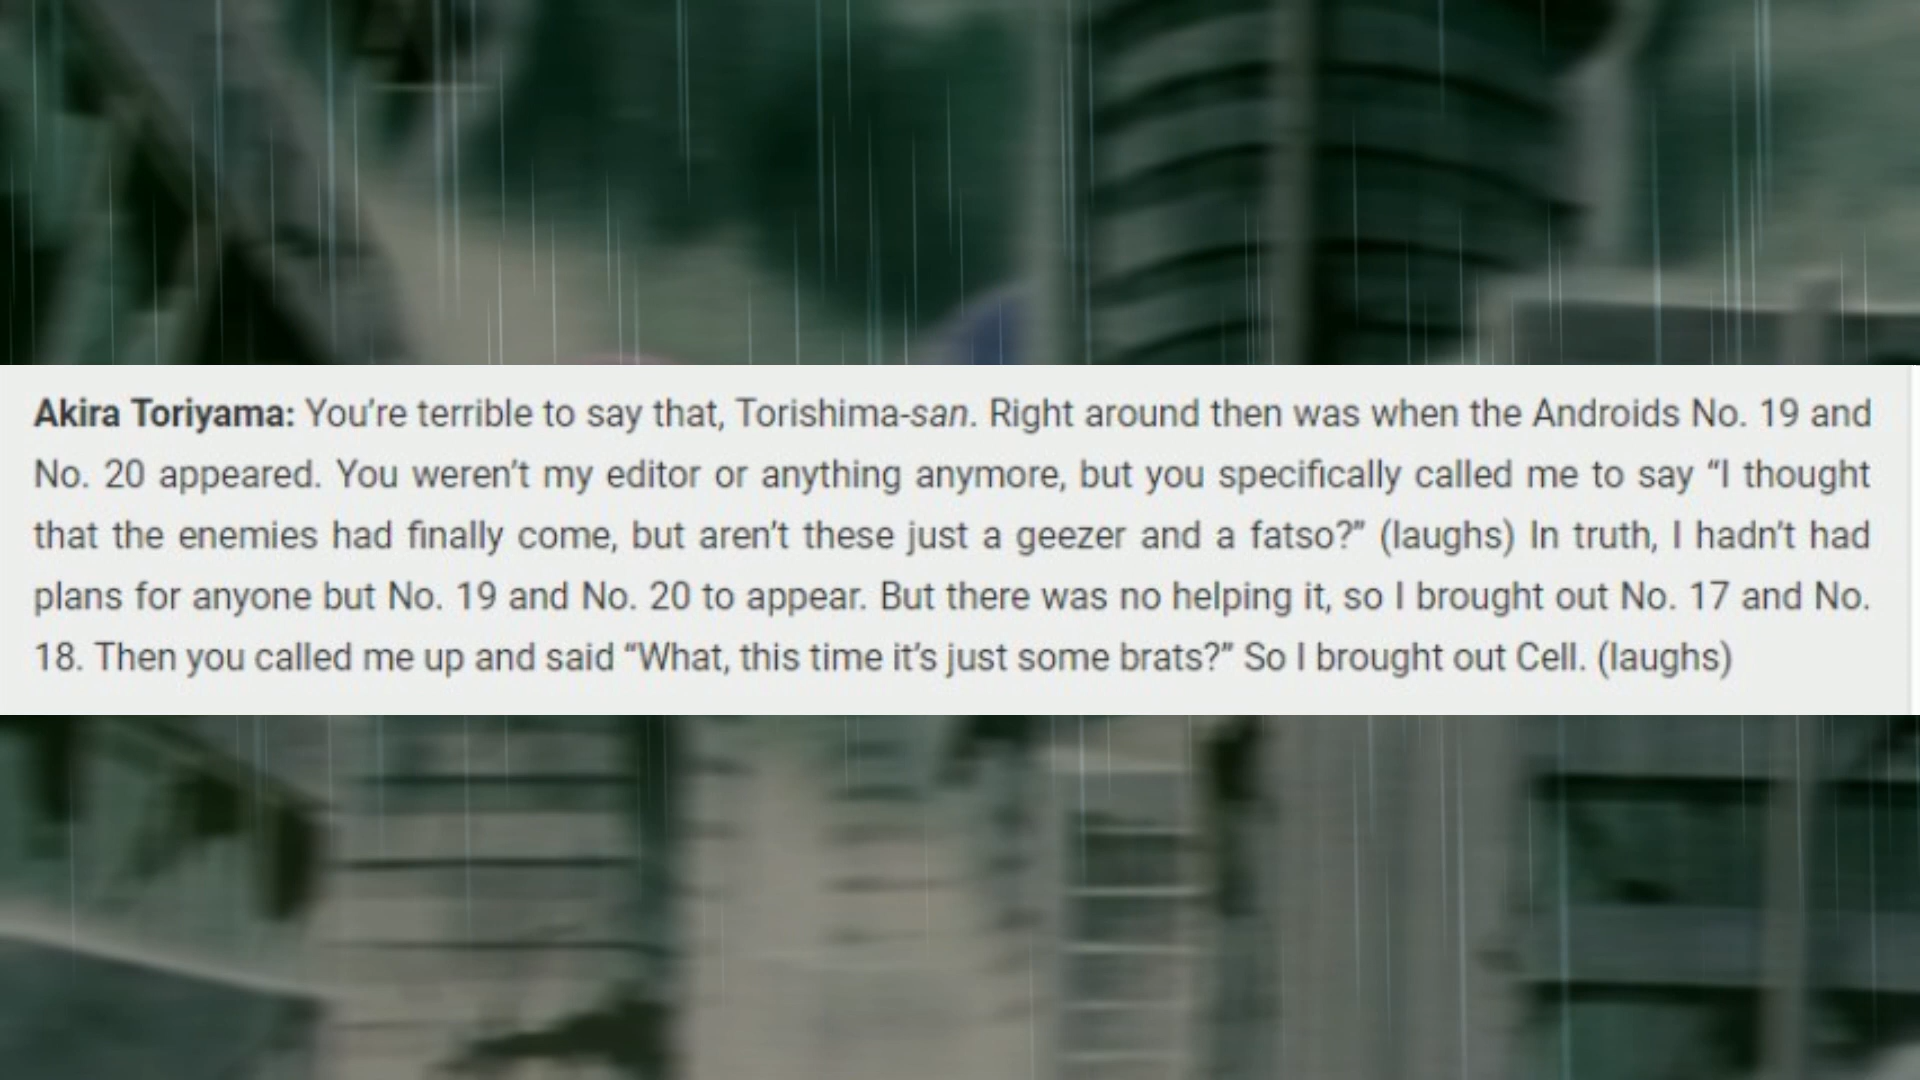 Akira Toriyama: You’re terrible to say that, Torishima-san. Right around then was when the Androids No. 19 and
No. 20 appeared. You weren’t my editor or anything anymore, but you specifically called me to say “I thought
that the enemies had finally come, but aren’t these just a geezer and a fatso?” (laughs) In truth, I hadn’t had
plans for anyone but No. 19 and No. 20 to appear. But there was no helping it, so I brought out No. 17 and No.
18. Then you called me up and said “What, this time it’s just some brats?” So I brought out Cell. (laughs)